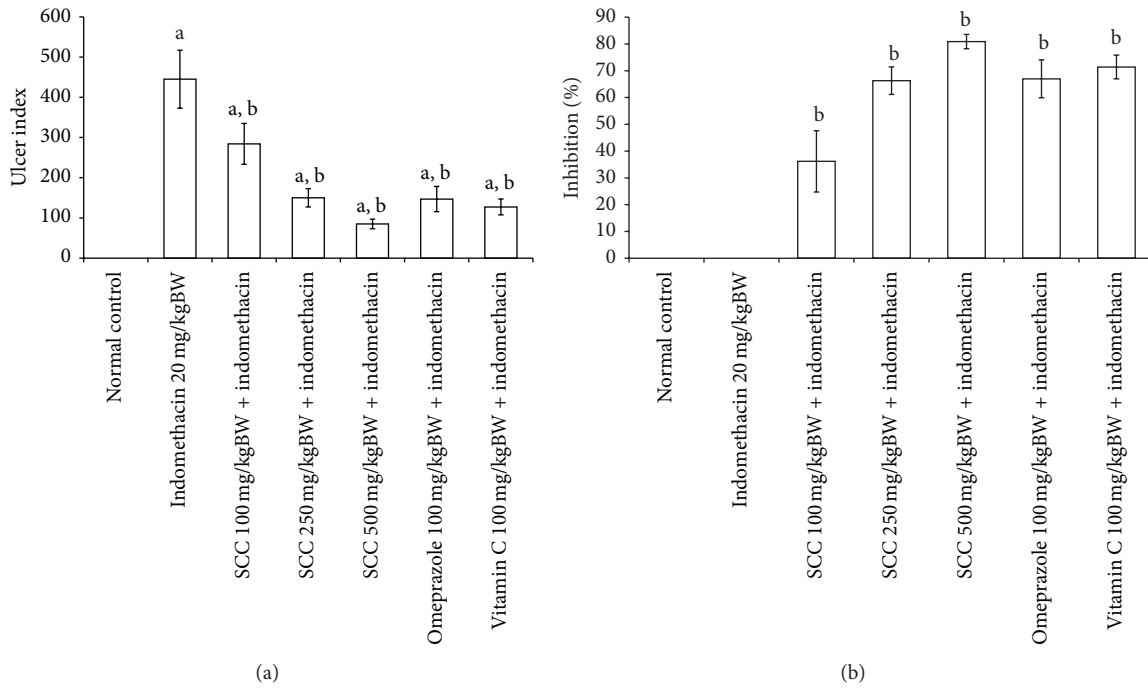 600
500
400
300
200
100
0
Ulcer index
a
a, b
a, b
a, b
a, b
a, b
Normal control
Indomethacin 20 mg/kgBW
SCC 100 mg/kgBW + indomethacin
SCC 250 mg/kgBW + indomethacin
SCC 500 mg/kgBW + indomethacin
Omeprazole 100 mg/kgBW + indomethacin
Vitamin C 100 mg/kgBW + indomethacin
(a)
90
80
70
60
50
40
30
20
10
0
Inhibition (%)
b
b
b
b
b
Normal control
Indomethacin 20 mg/kgBW
SCC 100 mg/kgBW + indomethacin
SCC 250 mg/kgBW + indomethacin
SCC 500 mg/kgBW + indomethacin
Omeprazole 100 mg/kgBW + indomethacin
Vitamin C 100 mg/kgBW + indomethacin
(b)